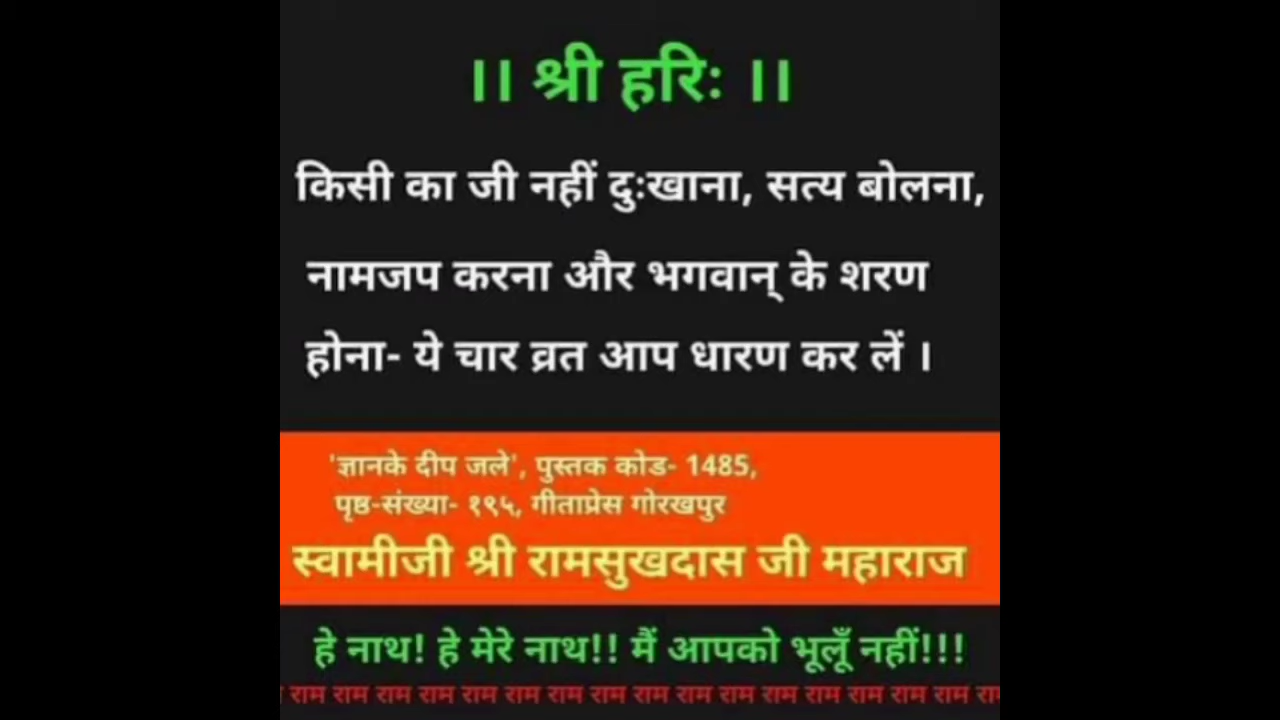 ।। श्री हरिः ।।
किसी का जी नहीं दुःखाना, सत्य बोलना,
नामजप करना और भगवान् के शरण
होना- ये चार व्रत आप धारण कर लें ।
'ज्ञानके दीप जले', पुस्तक कोड- 1485,
पृष्ठ-संख्या- १९५, गीताप्रेस गोरखपुर
स्वामीजी श्री रामसुखदास जी महाराज
हे नाथ! हे मेरे नाथ!! मैं आपको भूलूँ नहीं!!!
राम राम राम राम राम राम राम राम राम राम राम राम राम राम राम राम